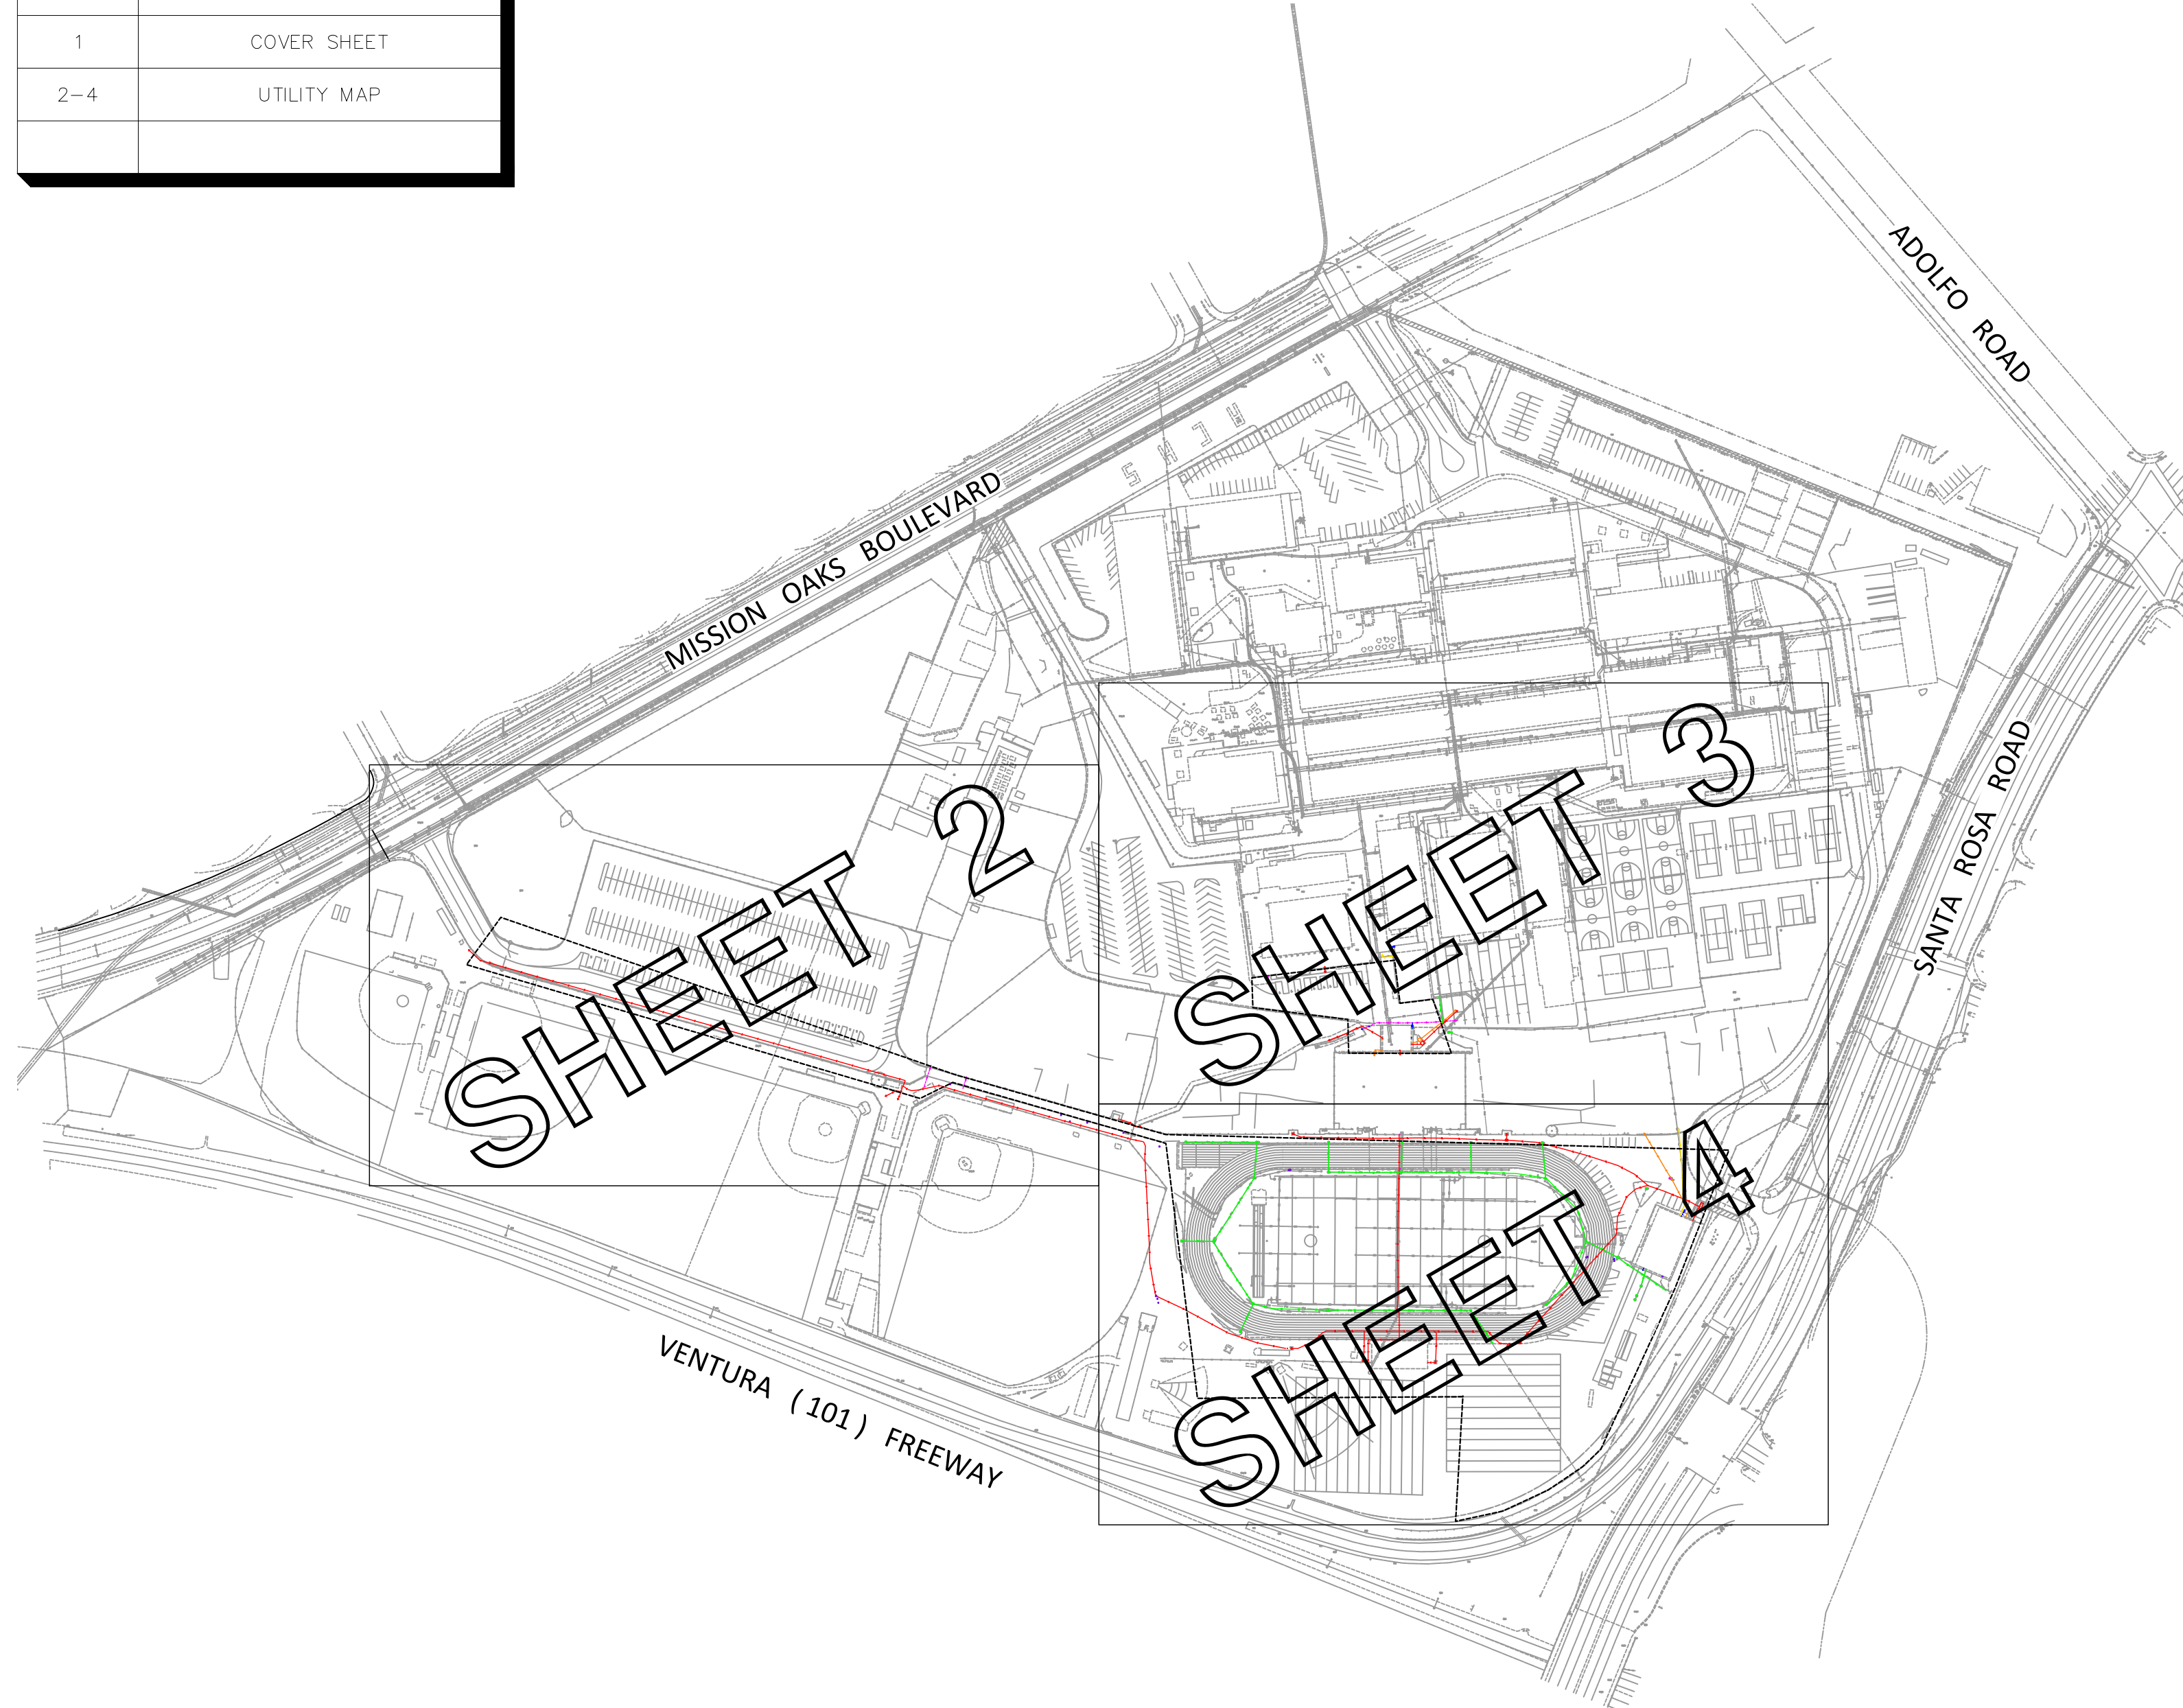 1 COVER SHEET
2-4 UTILITY MAP
ADOLFO ROAD
MISSION OAKS BOULEVARD
SANTA ROSA ROAD
SHEET 2
SHEET 3
SHEET 4
VENTURA (101) FREEWAY